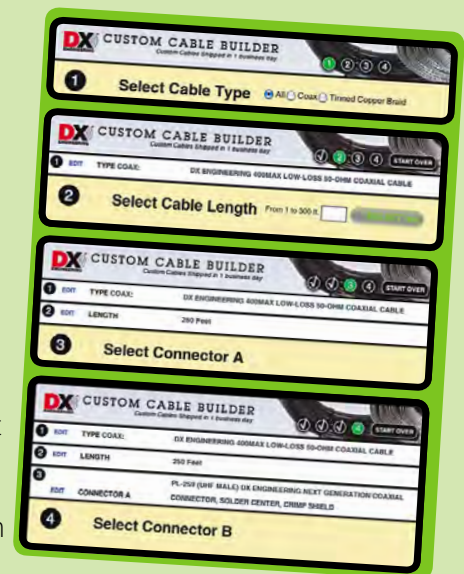 DX CUSTOM CABLE BUILDER
Custom Cables Shipped in 1 business day
1 2 3 4
1 Select Cable Type All Coax Tinned Copper Braid
DX CUSTOM CABLE BUILDER
Custom Cables Shipped in 1 business day
√ 2 3 4 START OVER
1 EDIT TYPE COAX: DX ENGINEERING 400MAX LOW-LOSS 50-OHM COAXIAL CABLE
2 Select Cable Length From 1 to 500 ft.
DX CUSTOM CABLE BUILDER
Custom Cables Shipped in 1 business day
√ √ 3 4 START OVER
1 EDIT TYPE COAX: DX ENGINEERING 400MAX LOW-LOSS 50-OHM COAXIAL CABLE
2 EDIT LENGTH 250 Feet
3 Select Connector A
DX CUSTOM CABLE BUILDER
Custom Cables Shipped in 1 business day
√ √ √ 4 START OVER
1 EDIT TYPE COAX: DX ENGINEERING 400MAX LOW-LOSS 50-OHM COAXIAL CABLE
2 EDIT LENGTH 250 Feet
3 EDIT CONNECTOR A PL-259 (UHF MALE) DX ENGINEERING NEXT GENERATION COAXIAL
CONNECTOR, SOLDER CENTER, CRIMP SHIELD
4 Select Connector B